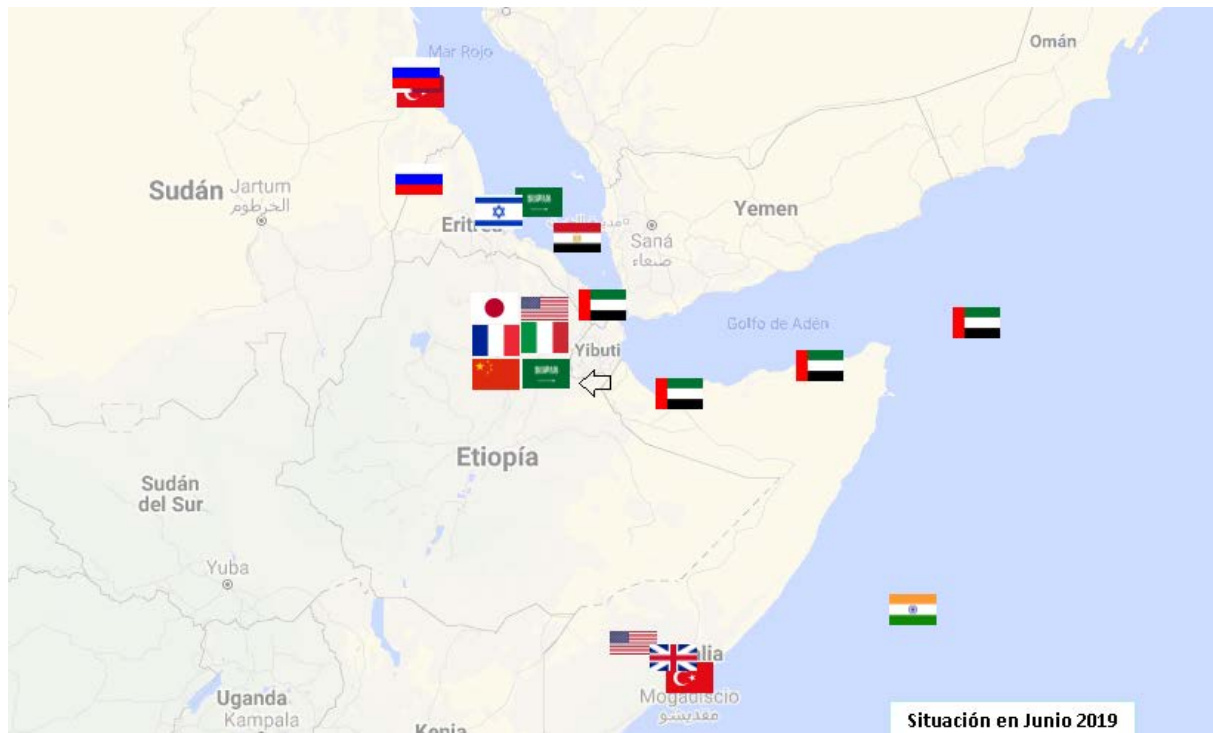 Mar Rojo
Omán
Sudán
Jartum
الخرطوم
Yemen
Saná
صنعاء
Golfo de Adén
Yibuti
Etiopía
Sudán
del Sur
Yuba
Mogadiscio
مقديشو
Uganda
Kampala
Kenia
Situación en Junio 2019